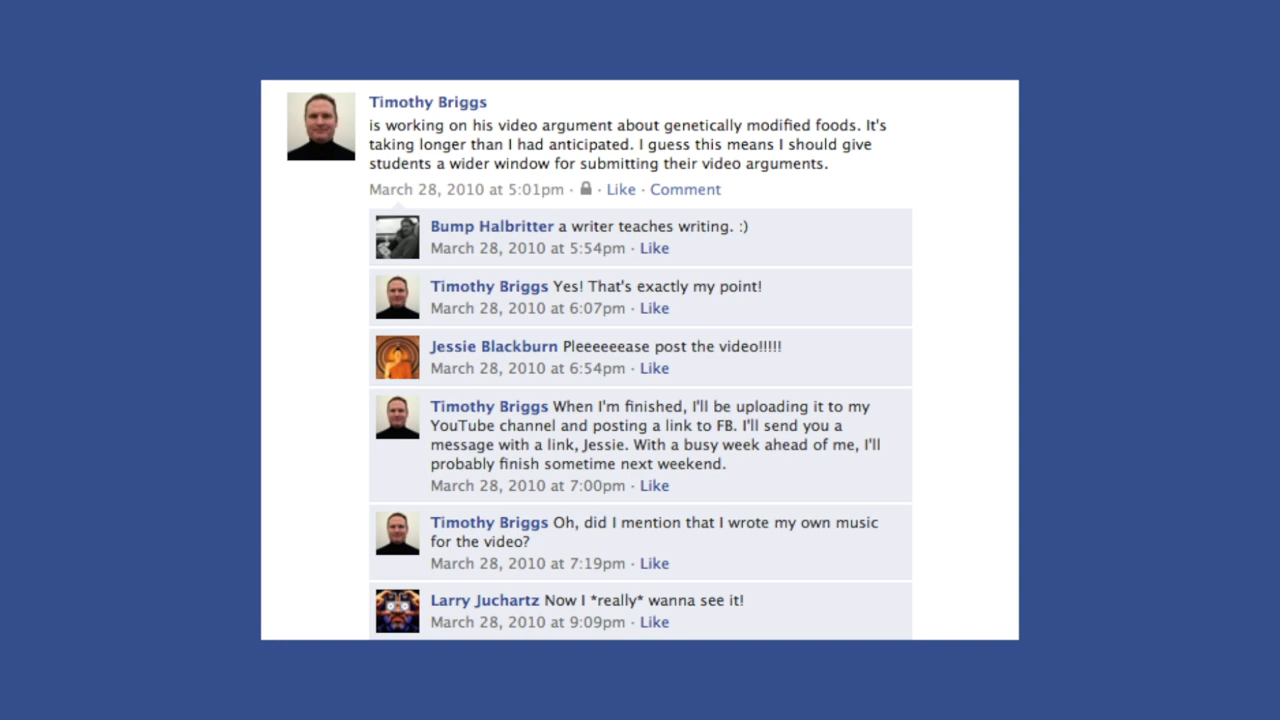 Timothy Briggs
is working on his video argument about genetically modified foods. It's
taking longer than I had anticipated. I guess this means I should give
students a wider window for submitting their video arguments.
March 28, 2010 at 5:01pm · · Like · Comment
Bump Halbritter a writer teaches writing. :)
March 28, 2010 at 5:54pm · Like
Timothy Briggs Yes! That's exactly my point!
March 28, 2010 at 6:07pm · Like
Jessie Blackburn Pleeeeeease post the video!!!!!
March 28, 2010 at 6:54pm · Like
Timothy Briggs When I'm finished, I'll be uploading it to my
YouTube channel and posting a link to FB. I'll send you a
message with a link, Jessie. With a busy week ahead of me, I'll
probably finish sometime next weekend.
March 28, 2010 at 7:00pm · Like
Timothy Briggs Oh, did I mention that I wrote my own music
for the video?
March 28, 2010 at 7:19pm · Like
Larry Juchartz Now I *really* wanna see it!
March 28, 2010 at 9:09pm · Like